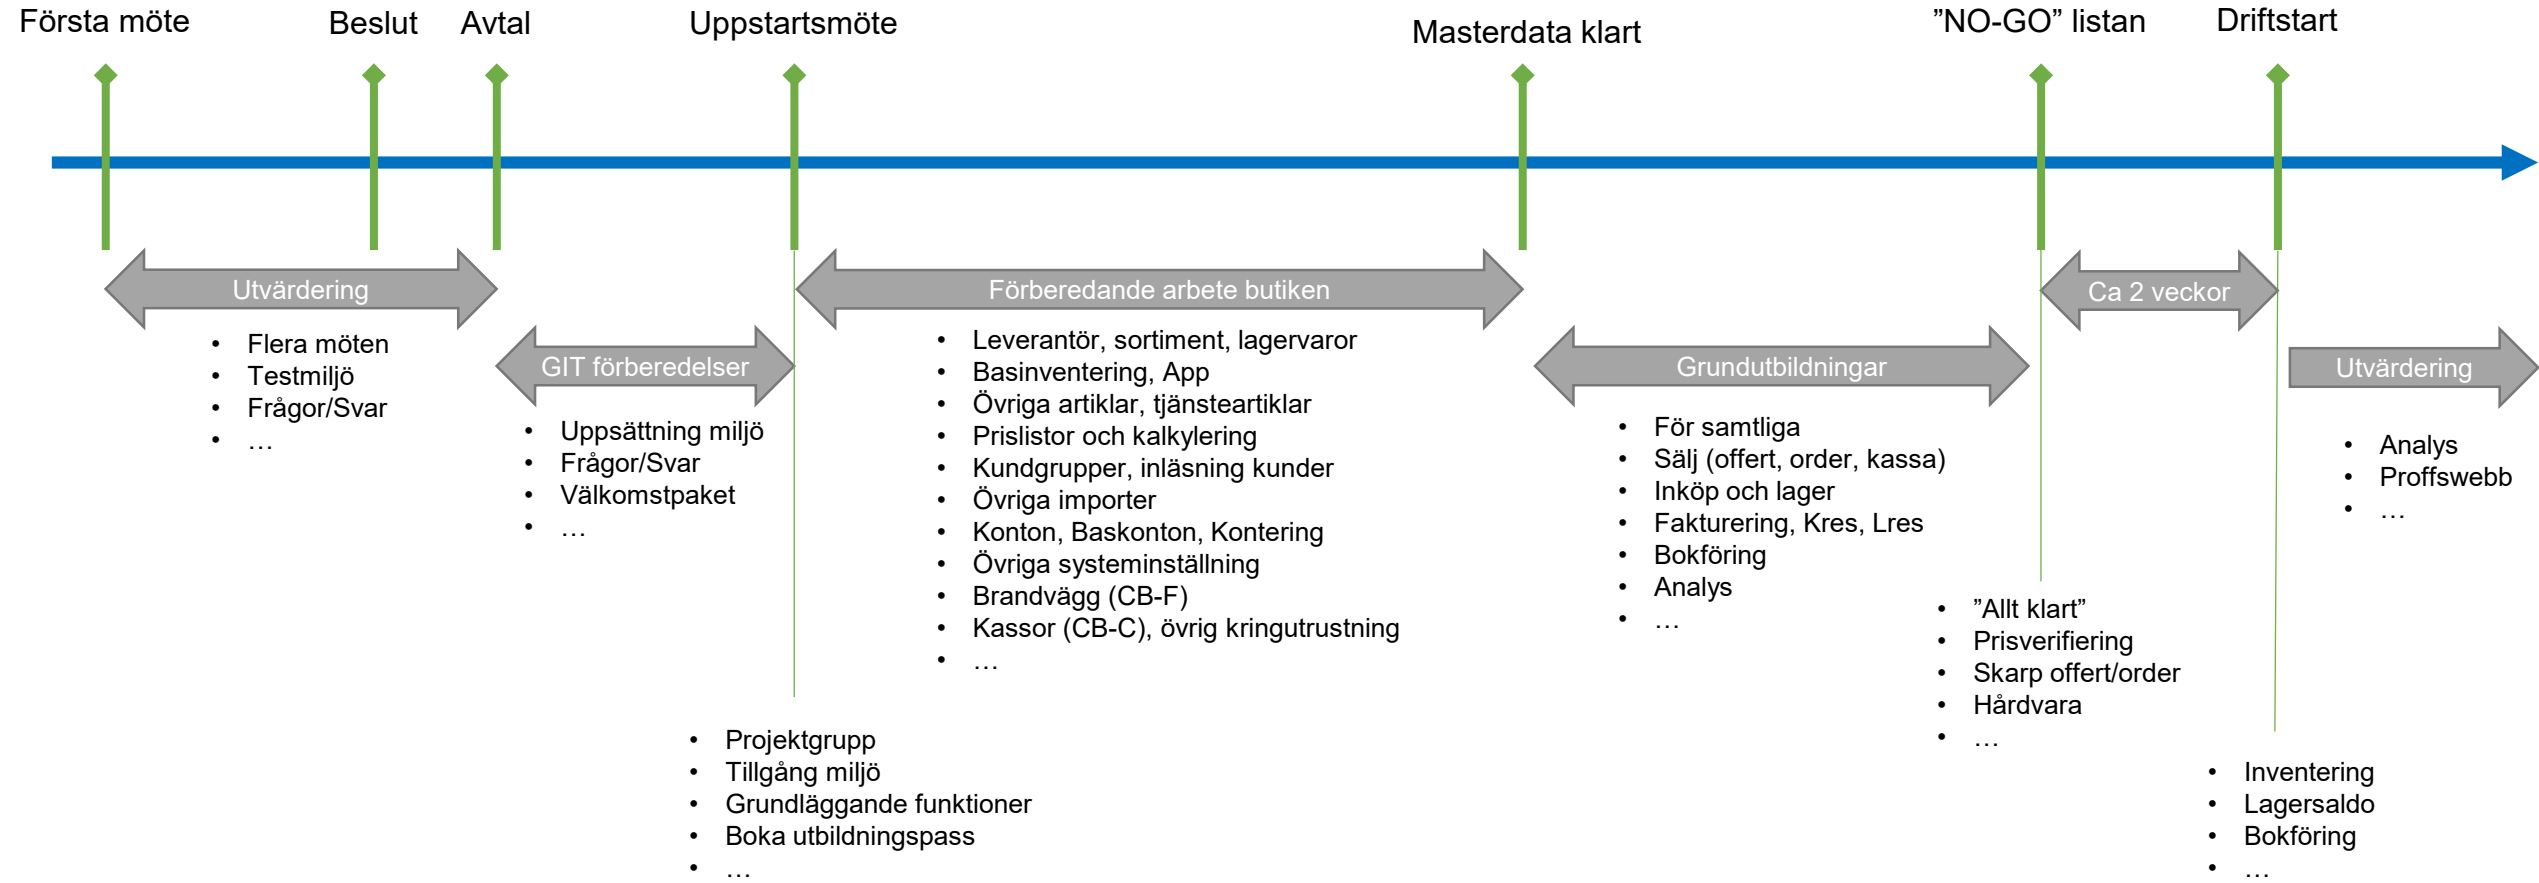 Första möte
Beslut
Avtal
Uppstartsmöte
Masterdata klart
”NO-GO” listan
Driftstart
Utvärdering
• Flera möten
• Testmiljö
• Frågor/Svar
• …
GIT förberedelser
• Uppsättning miljö
• Frågor/Svar
• Välkomstpaket
• …
• Projektgrupp
• Tillgång miljö
• Grundläggande funktioner
• Boka utbildningspass
• …
Förberedande arbete butiken
• Leverantör, sortiment, lagervaror
• Basinventering, App
• Övriga artiklar, tjänsteartiklar
• Prislistor och kalkylering
• Kundgrupper, inläsning kunder
• Övriga importer
• Konton, Baskonton, Kontering
• Övriga systeminställning
• Brandvägg (CB-F)
• Kassor (CB-C), övrig kringutrustning
• …
Grundutbildningar
• För samtliga
• Sälj (offert, order, kassa)
• Inköp och lager
• Fakturering, Kres, Lres
• Bokföring
• Analys
• …
Ca 2 veckor
• ”Allt klart”
• Prisverifiering
• Skarp offert/order
• Hårdvara
• …
Utvärdering
• Analys
• Proffswebb
• …
• Inventering
• Lagersaldo
• Bokföring
• …